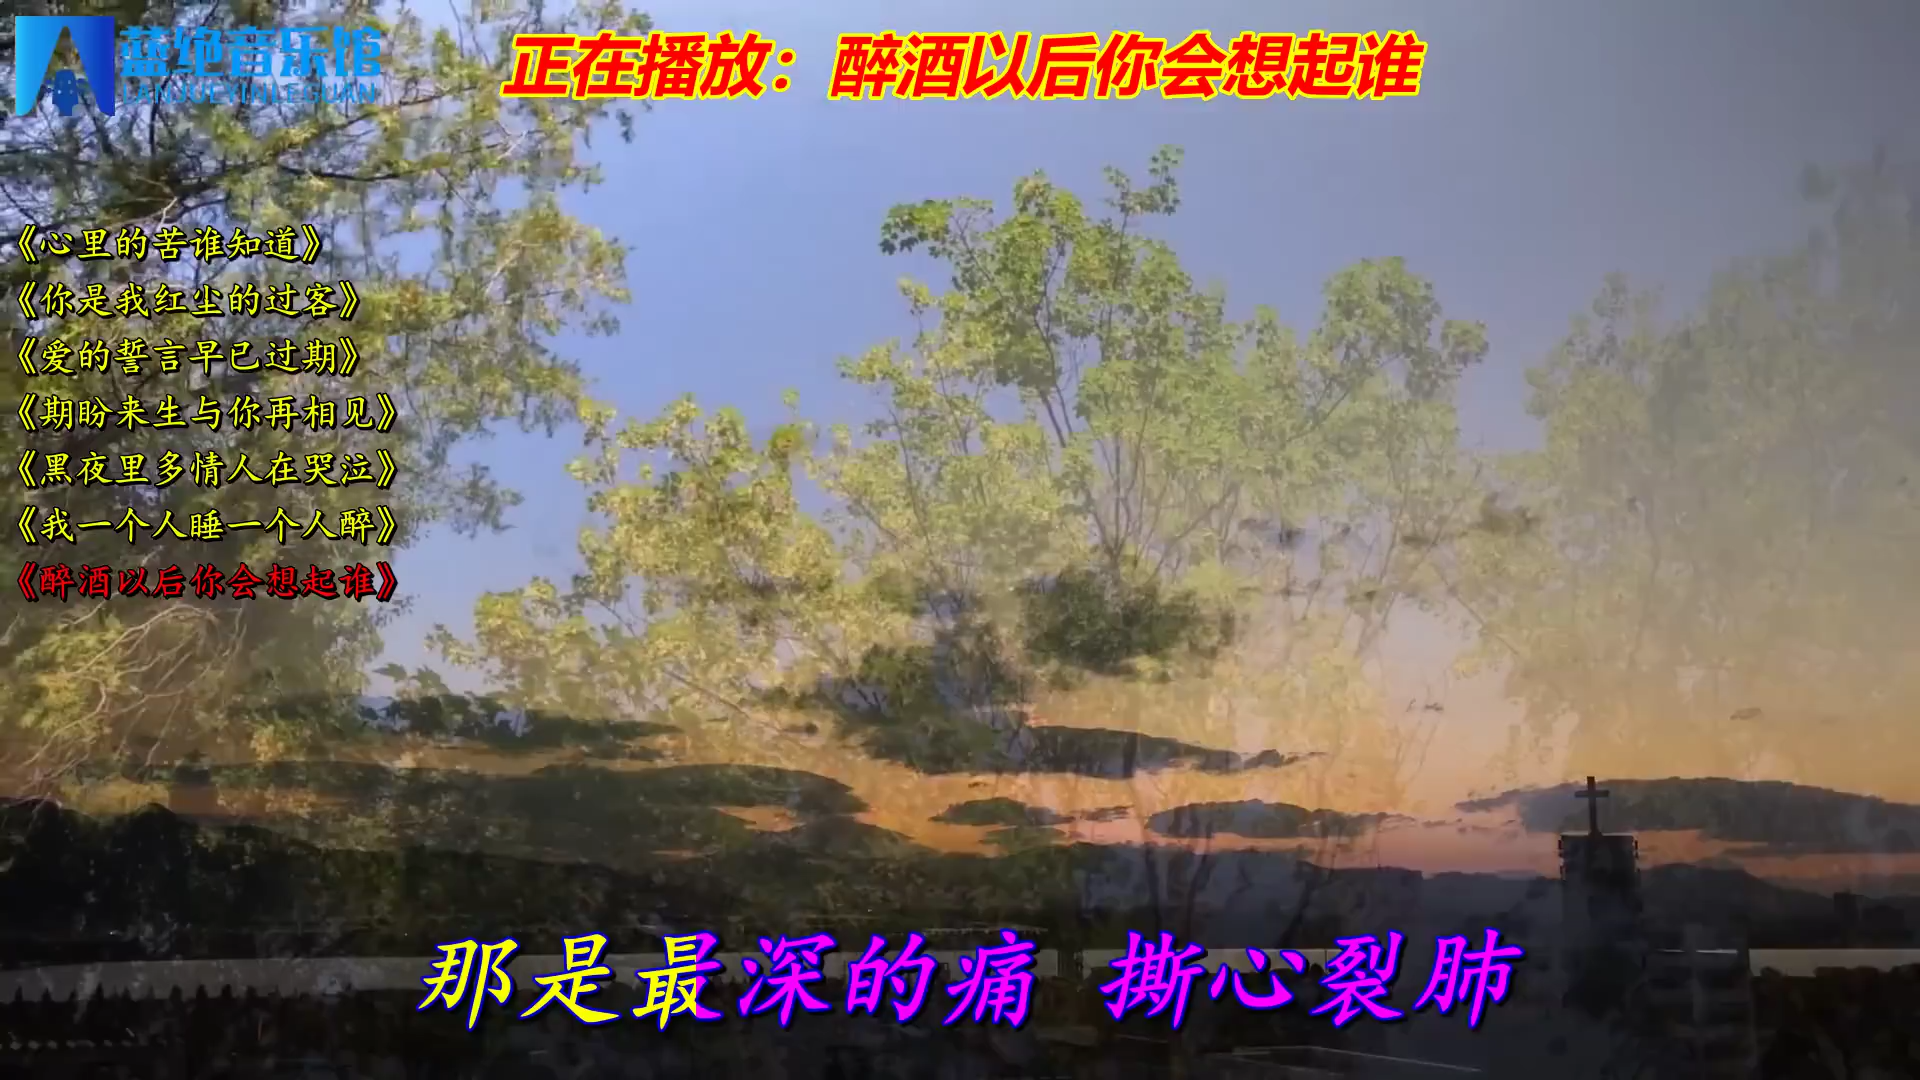 蓝绝音乐馆
LANJUEYINLEGUAN
正在播放：醉酒以后你会想起谁
《心里的苦谁知道》
《你是我红尘的过客》
《爱的誓言早已过期》
《期盼来生与你再相见》
《黑夜里多情人在哭泣》
《我一个人睡一个人醉》
《醉酒以后你会想起谁》
那是最深的痛 撕心裂肺